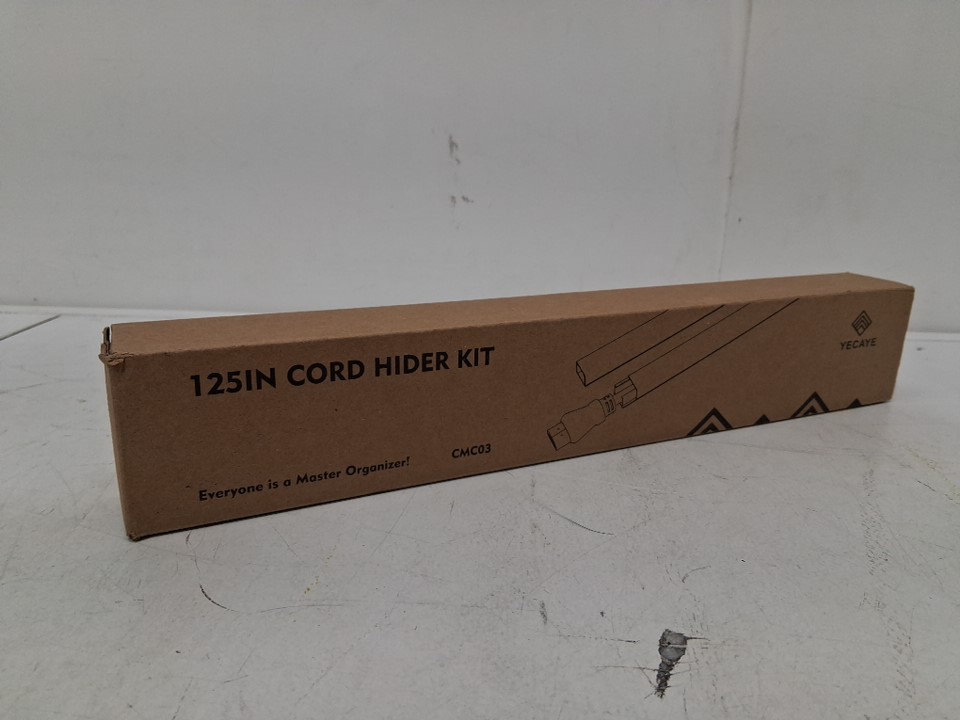 125IN CORD HIDER KIT
YECAYE
Everyone is a Master Organizer!
CMC03